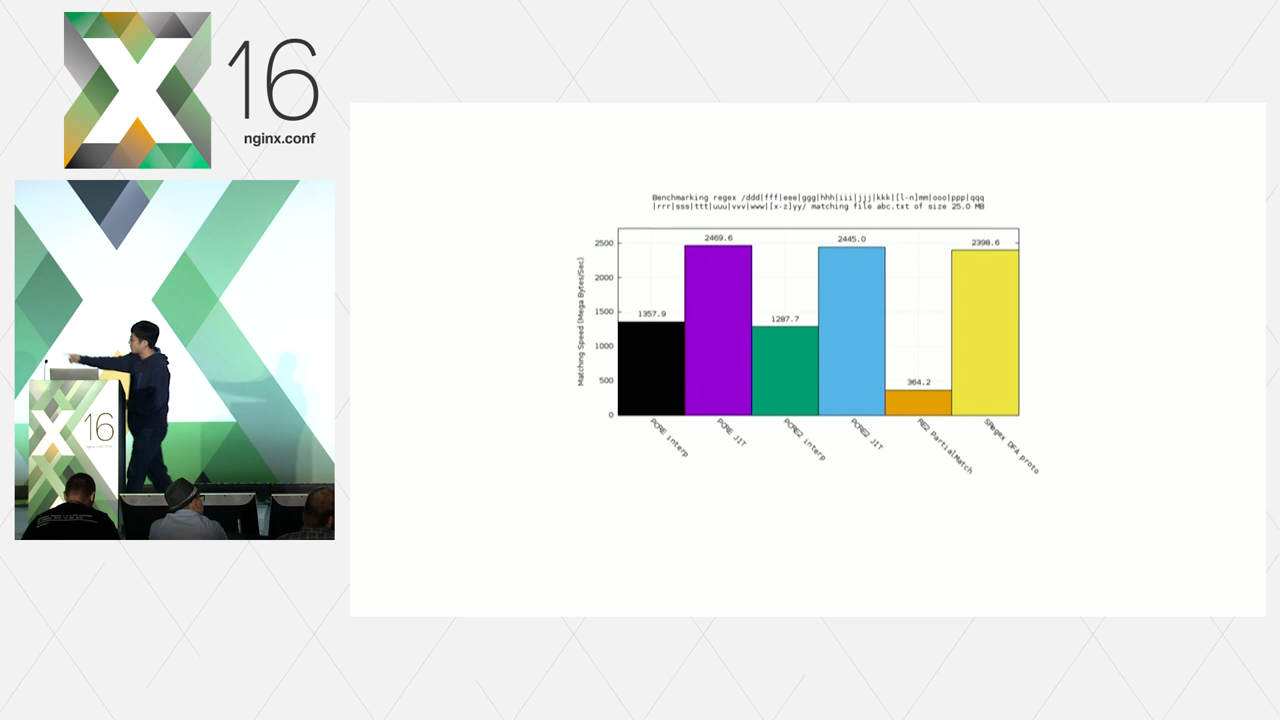 16
nginx.conf
Benchmarking regex /ddd|fff|eee|ggg|hhh|iii|jjj|kkk|[l-n]mm|ooo|ppp|qqq
|rrr|sss|ttt|uuu|vvv|www|[x-z]yy/ matching file abc.txt of size 25.0 MB
Matching Speed (Mega Bytes/Sec)
2500
2000
1500
1000
500
0
1357.9
2469.6
1287.7
2445.0
364.2
2398.6
PCRE interp
PCRE JIT
PCRE2 interp
PCRE2 JIT
RE2 PartialMatch
SRegex DFA proto
16